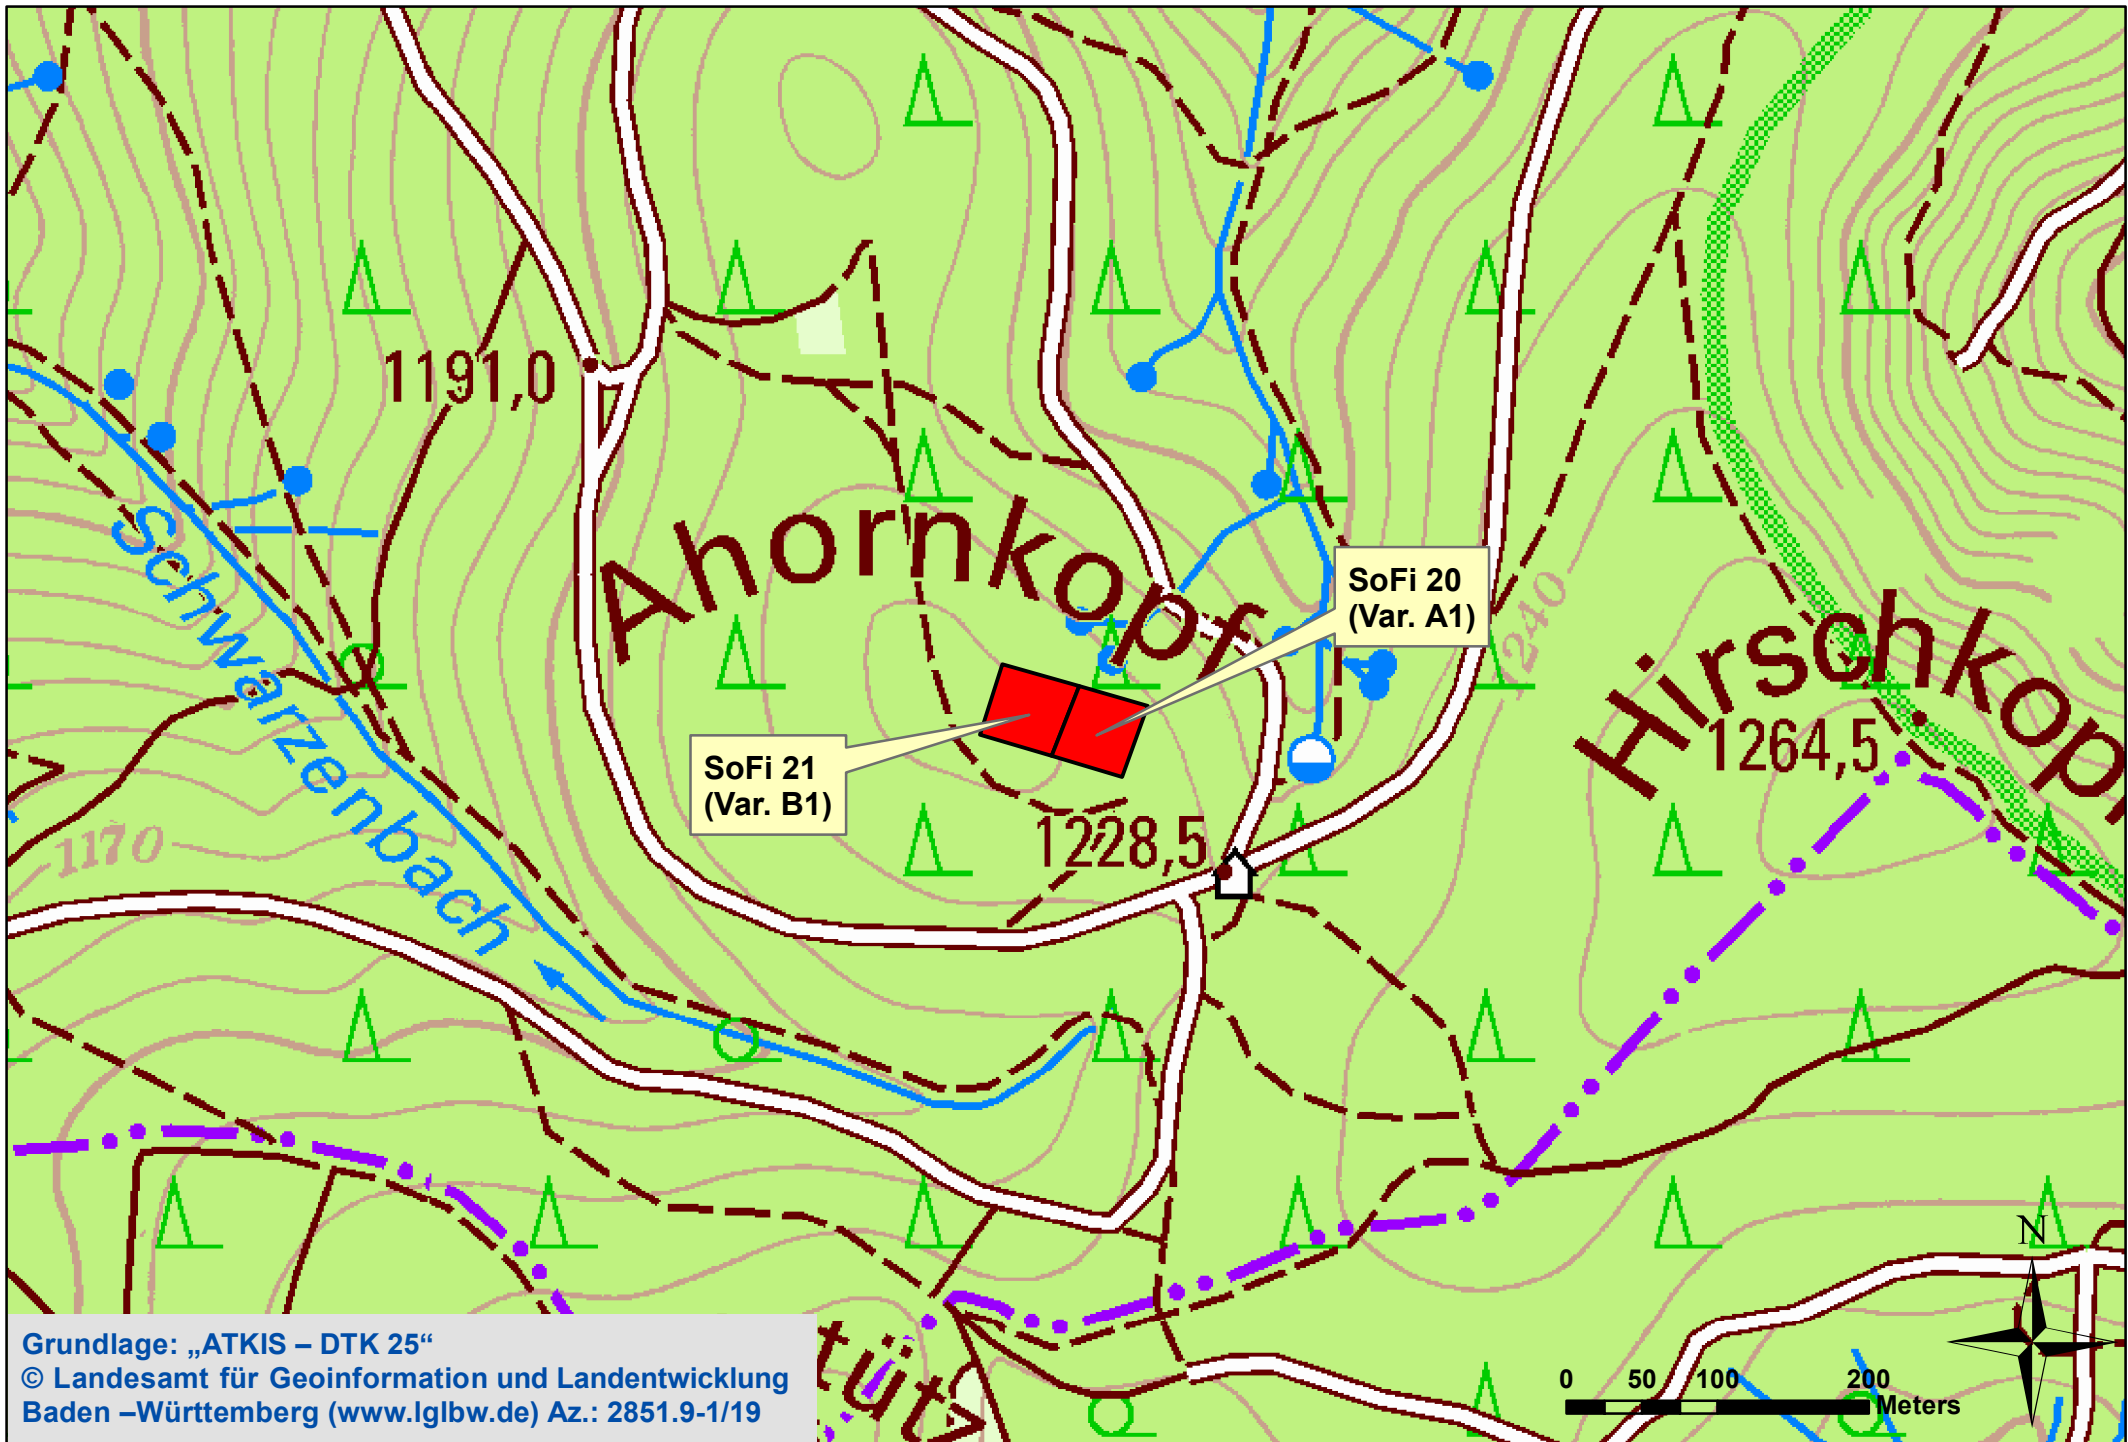 1191,0
Schwarzenbach
Ahornkopf
SoFi 20
(Var. A1)
1240
Hirschkopf
1264,5
SoFi 21
(Var. B1)
1228,5
1170
N
0 50 100 200
Meters
Grundlage: „ATKIS – DTK 25“
© Landesamt für Geoinformation und Landentwicklung
Baden –Württemberg (www.lglbw.de) Az.: 2851.9-1/19